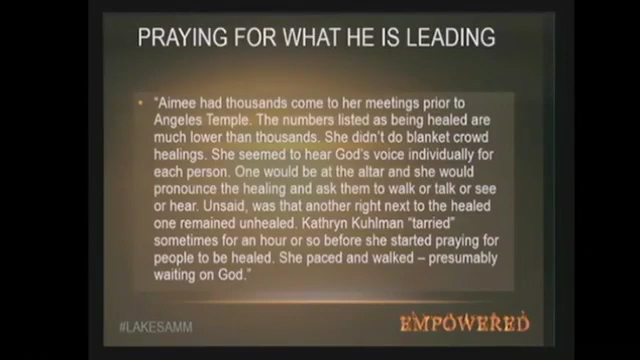 PRAYING FOR WHAT HE IS LEADING
• "Aimee had thousands come to her meetings prior to
Angeles Temple. The numbers listed as being healed are
much lower than thousands. She didn't do blanket crowd
healings. She seemed to hear God's voice individually for
each person. One would be at the altar and she would
pronounce the healing and ask them to walk or talk or see
or hear. Unsaid, was that another right next to the healed
one remained unhealed. Kathryn Kuhlman "tarried"
sometimes for an hour or so before she started praying for
people to be healed. She paced and walked – presumably
waiting on God."
#LAKESAMM
EMPOWERED